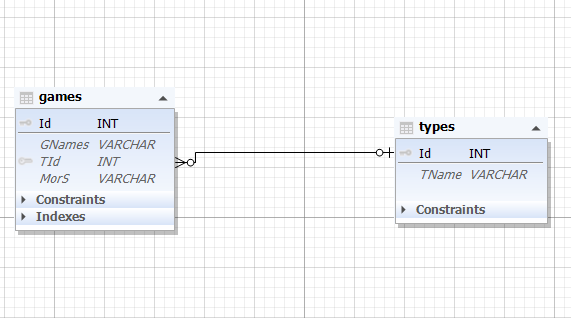 games
Id INT
GNames VARCHAR
TId INT
MorS VARCHAR
Constraints
Indexes
types
Id INT
TName VARCHAR
Constraints